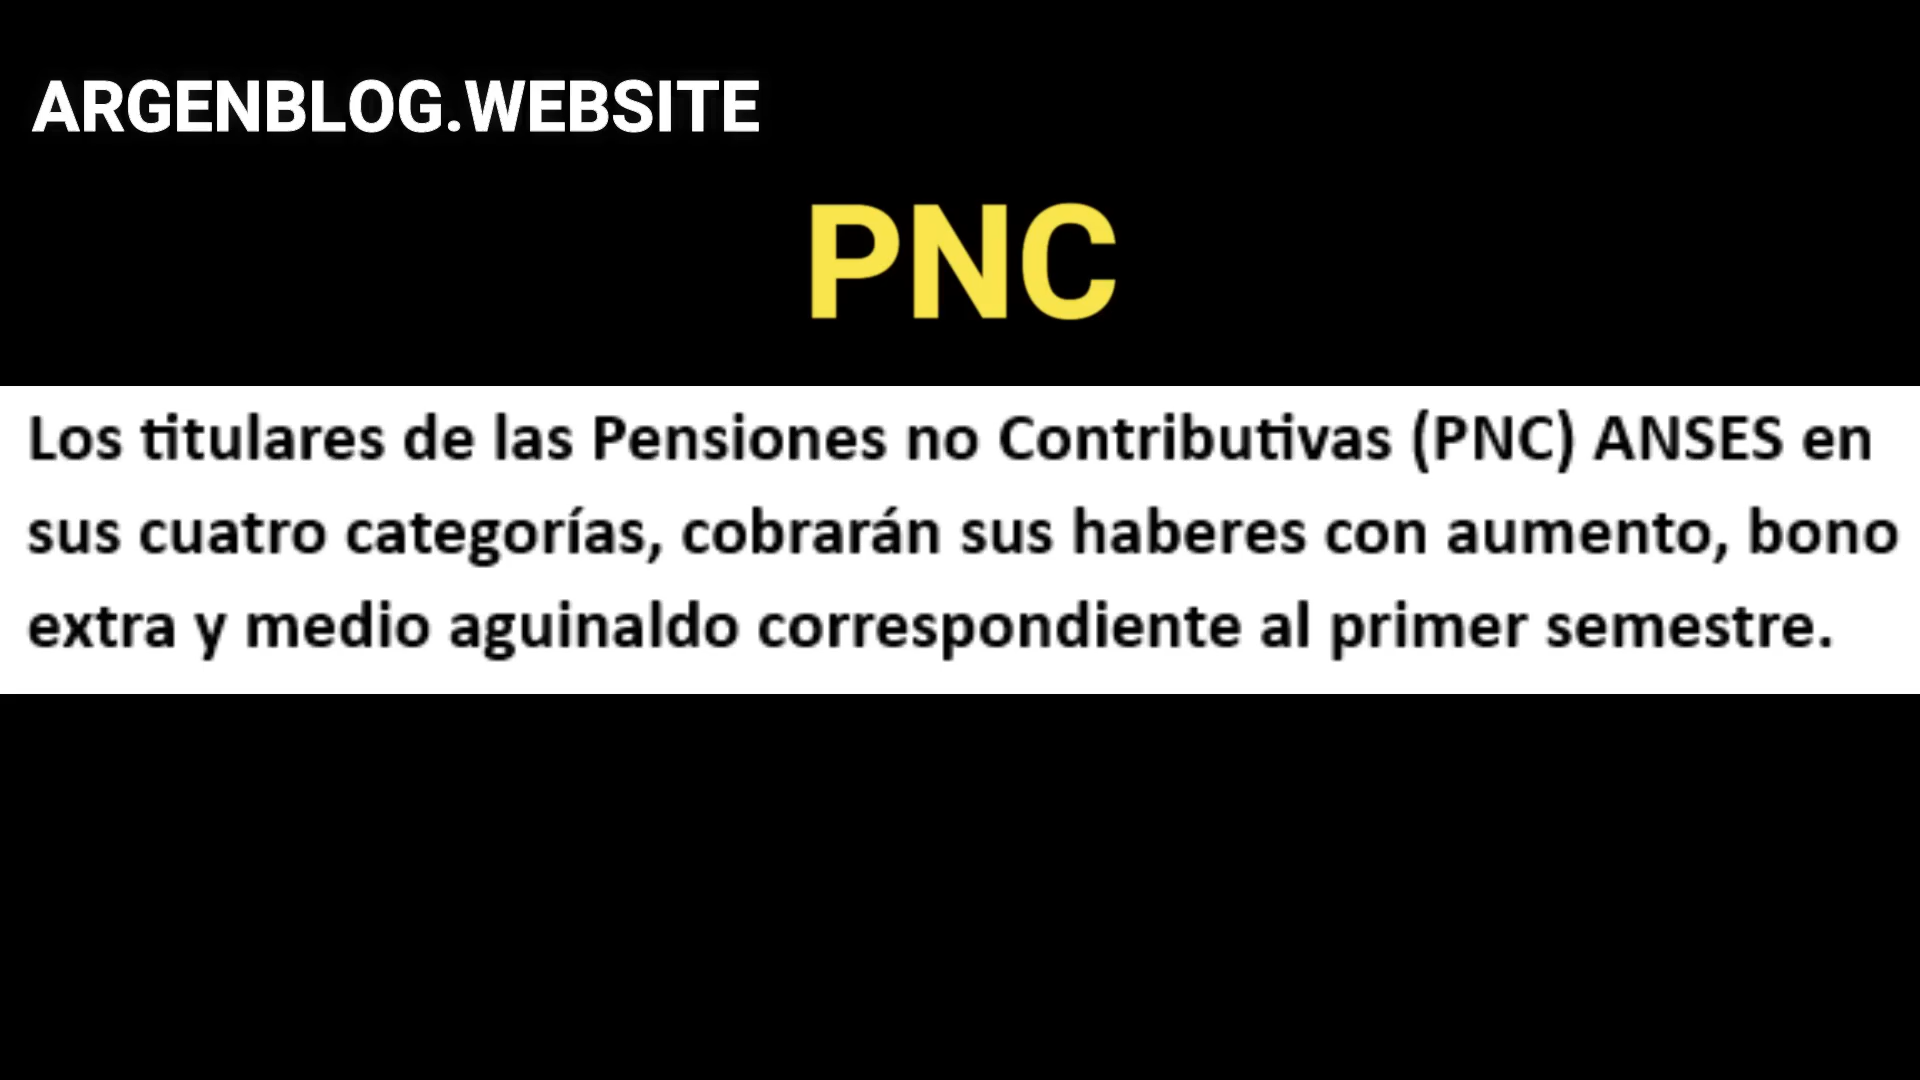 ARGENBLOG.WEBSITE
PNC
Los titulares de las Pensiones no Contributivas (PNC) ANSES en
sus cuatro categorías, cobrarán sus haberes con aumento, bono
extra y medio aguinaldo correspondiente al primer semestre.